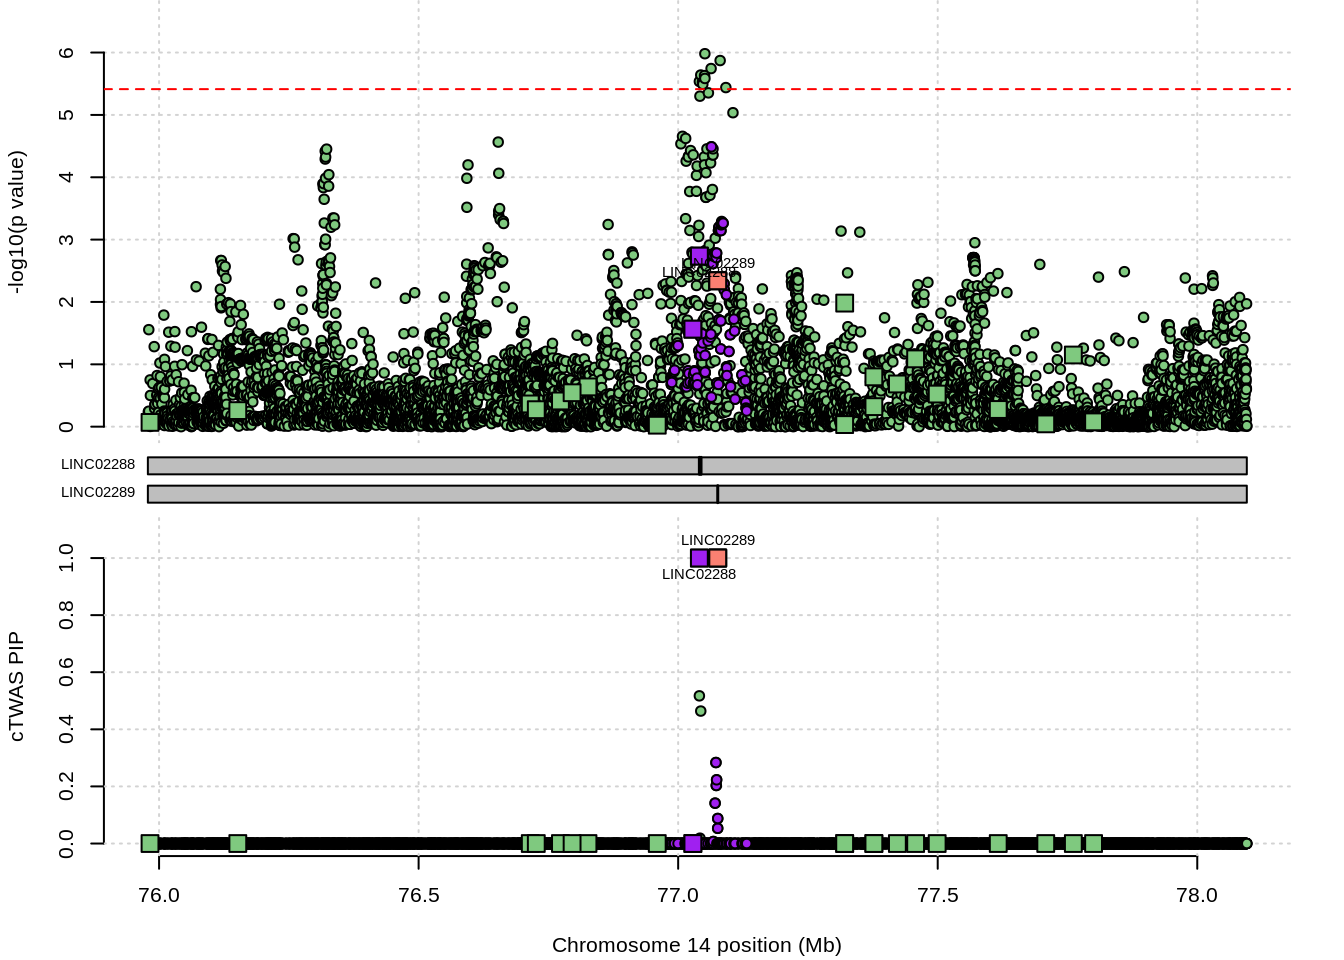 6
5
4
3
2
1
0
-log10(p value)
LINC02289
LINC02288
LINC02288
LINC02289
LINC02289
LINC02288
1.0
0.8
0.6
0.4
0.2
0.0
cTWAS PIP
76.0 76.5 77.0 77.5 78.0
Chromosome 14 position (Mb)